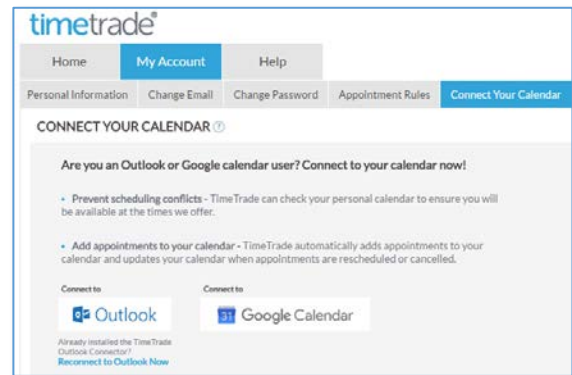 timetrade®
Home My Account Help
Personal Information Change Email Change Password Appointment Rules Connect Your Calendar
CONNECT YOUR CALENDAR ?
Are you an Outlook or Google calendar user? Connect to your calendar now!
• Prevent scheduling conflicts - TimeTrade can check your personal calendar to ensure you will
be available at the times we offer.
• Add appointments to your calendar - TimeTrade automatically adds appointments to your
calendar and updates your calendar when appointments are rescheduled or cancelled.
Connect to Connect to
Outlook 31 Google Calendar
Already installed the TimeTrade
Outlook Connector?
Reconnect to Outlook Now